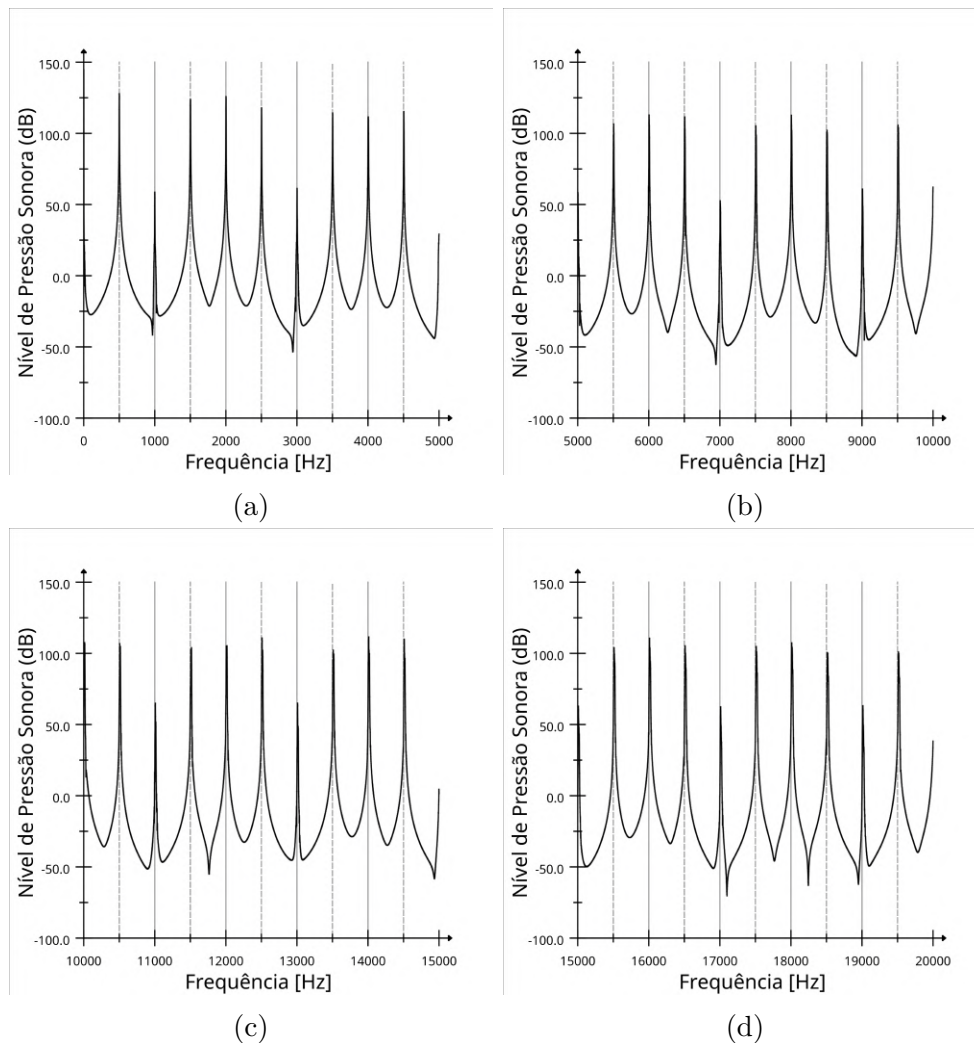 150.0
100.0
50.0
0.0
-50.0
-100.0
Nível de Pressão Sonora (dB)
0 1000 2000 3000 4000 5000
Frequência [Hz]
(a)
150.0
100.0
50.0
0.0
-50.0
-100.0
Nível de Pressão Sonora (dB)
5000 6000 7000 8000 9000 10000
Frequência [Hz]
(b)
150.0
100.0
50.0
0.0
-50.0
-100.0
Nível de Pressão Sonora (dB)
10000 11000 12000 13000 14000 15000
Frequência [Hz]
(c)
150.0
100.0
50.0
0.0
-50.0
-100.0
Nível de Pressão Sonora (dB)
15000 16000 17000 18000 19000 20000
Frequência [Hz]
(d)